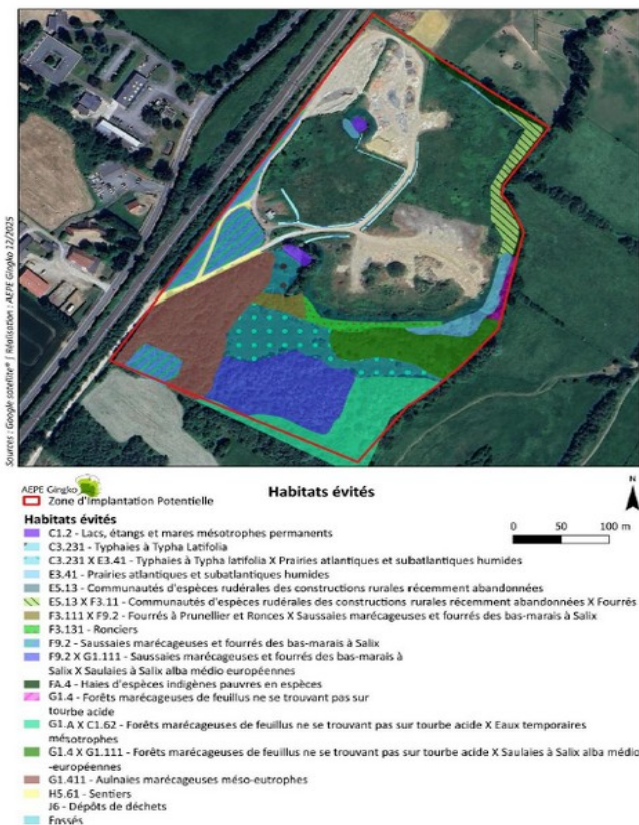 Sources : Google satellite® | Réalisation : AEPE Gingko 12/2025
AEPE Gingko
Habitats évités
N
Zone d'Implantation Potentielle
0 50 100 m
Habitats évités
C1.2 - Lacs, étangs et mares mésotrophes permanents
C3.231 - Typhaies à Typha Latifolia
C3.231 X E3.41 - Typhaies à Typha latifolia X Prairies atlantiques et subatlantiques humides
E3.41 - Prairies atlantiques et subatlantiques humides
E5.13 - Communautés d'espèces rudérales des constructions rurales récemment abandonnées
E5.13 X F3.11 - Communautés d'espèces rudérales des constructions rurales récemment abandonnées X Fourrés
F3.111 X F9.2 - Fourrés à Prunellier et Ronces X Saussaies marécageuses et fourrés des bas-marais à Salix
F3.131 - Ronciers
F9.2 - Saussaies marécageuses et fourrés des bas-marais à Salix
F9.2 X G1.111 - Saussaies marécageuses et fourrés des bas-marais à
Salix X Saulaies à Salix alba médio européennes
FA.4 - Haies d'espèces indigènes pauvres en espèces
G1.4 - Forêts marécageuses de feuillus ne se trouvant pas sur
tourbe acide
G1.A X C1.62 - Forêts marécageuses de feuillus ne se trouvant pas sur tourbe acide X Eaux temporaires
mésotrophes
G1.4 X G1.111 - Forêts marécageuses de feuillus ne se trouvant pas sur tourbe acide X Saulaies à Salix alba médio
-européennes
G1.411 - Aulnaies marécageuses méso-eutrophes
H5.61 - Sentiers
J6 - Dépôts de déchets
Fossés